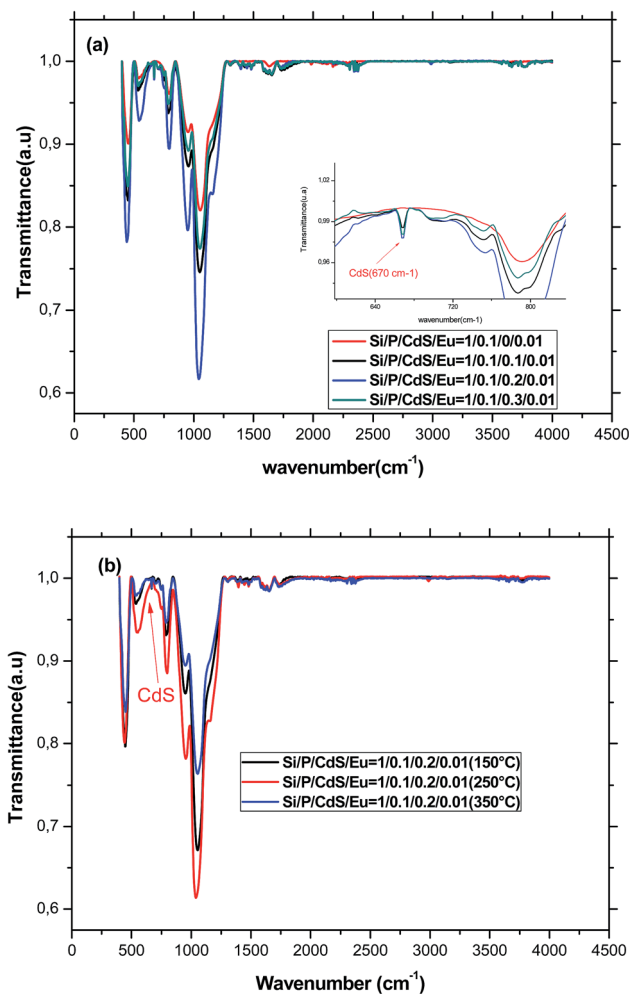 (a)
1,0
0,9
0,8
0,7
0,6
Transmittance(a.u)
0
500
1000
1500
2000
2500
3000
3500
4000
4500
wavenumber(cm-1)
1,02
0,99
0,96
Transmittance(u.a)
CdS(670 cm-1)
640
720
800
wavenumber(cm-1)
Si/P/CdS/Eu=1/0.1/0/0.01
Si/P/CdS/Eu=1/0.1/0.1/0.01
Si/P/CdS/Eu=1/0.1/0.2/0.01
Si/P/CdS/Eu=1/0.1/0.3/0.01
(b)
1,0
0,9
0,8
0,7
0,6
Transmittance(a.u)
CdS
Si/P/CdS/Eu=1/0.1/0.2/0.01(150°C)
Si/P/CdS/Eu=1/0.1/0.2/0.01(250°C)
Si/P/CdS/Eu=1/0.1/0.2/0.01(350°C)
0
500
1000
1500
2000
2500
3000
3500
4000
4500
Wavenumber (cm-1)